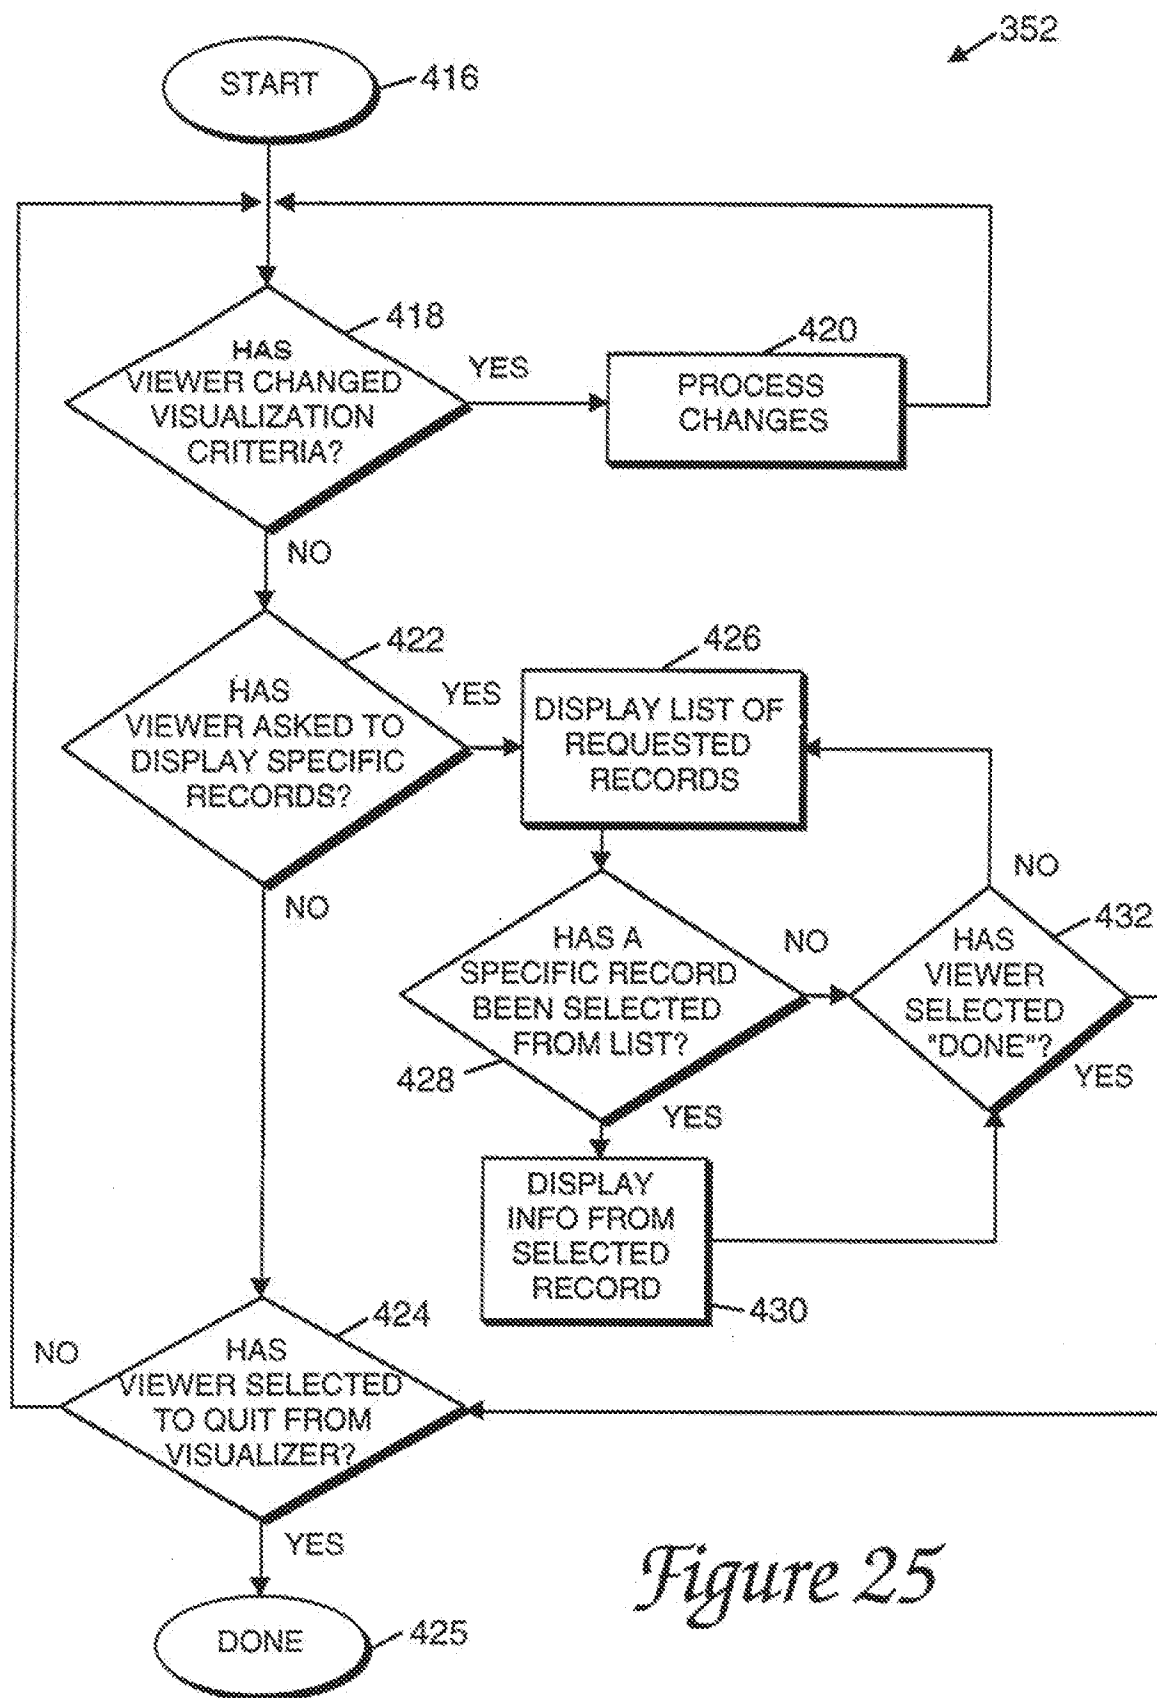 352
START
416
418
HAS
VIEWER CHANGED
VISUALIZATION
CRITERIA?
YES
420
PROCESS
CHANGES
NO
422
HAS
VIEWER ASKED TO
DISPLAY SPECIFIC
RECORDS?
YES
426
DISPLAY LIST OF
REQUESTED
RECORDS
NO
NO
432
HAS
VIEWER
SELECTED
"DONE"?
YES
HAS A
SPECIFIC RECORD
BEEN SELECTED
FROM LIST?
NO
428
YES
DISPLAY
INFO FROM
SELECTED
RECORD
430
424
NO
HAS
VIEWER SELECTED
TO QUIT FROM
VISUALIZER?
YES
DONE
425
Figure 25